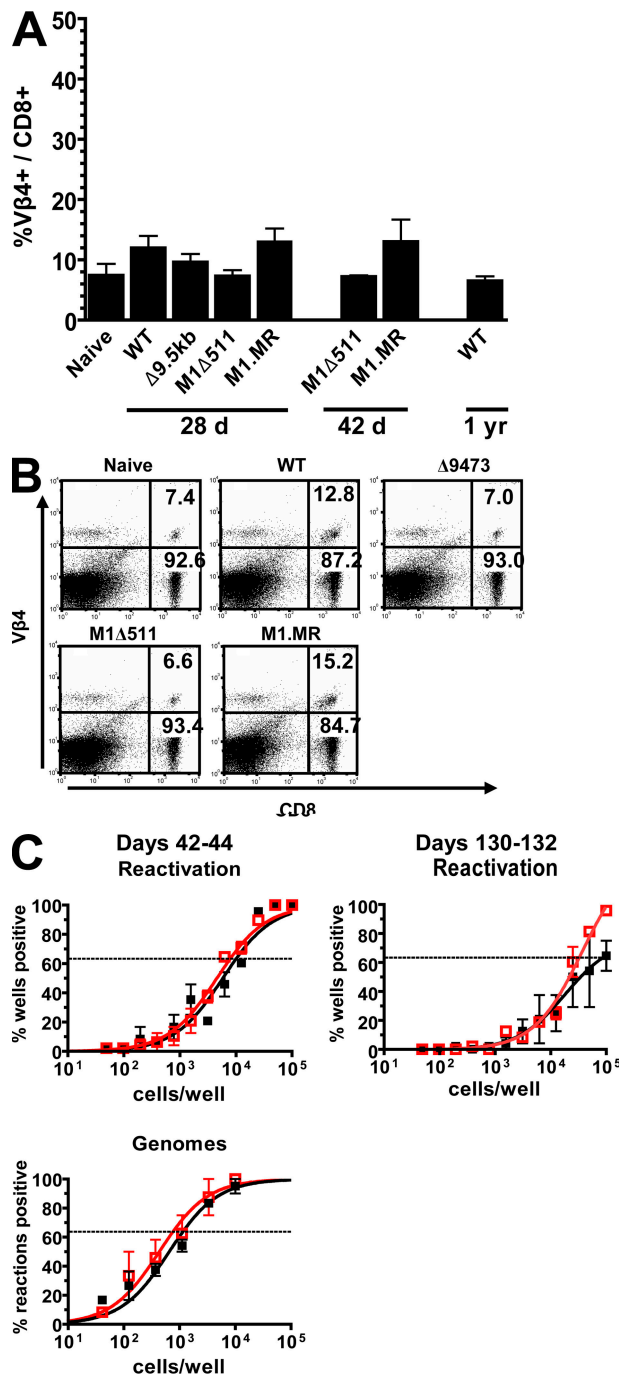 A
%Vβ4+ / CD8+
50
40
30
20
10
0
Naive
WT
Δ9.5kb
M1Δ511
M1.MR
M1Δ511
M1.MR
WT
28 d
42 d
1 yr
B
Naive
WT
Δ9473
7.4
92.6
12.8
87.2
7.0
93.0
M1Δ511
M1.MR
6.6
93.4
15.2
84.7
Vβ4
CD8
C
Days 42-44
Reactivation
% wells positive
100
80
60
40
20
0
10¹ 10² 10³ 10⁴ 10⁵
cells/well
Days 130-132
Reactivation
% wells positive
100
80
60
40
20
0
10¹ 10² 10³ 10⁴ 10⁵
cells/well
Genomes
% reactions positive
100
80
60
40
20
0
10¹ 10² 10³ 10⁴ 10⁵
cells/well